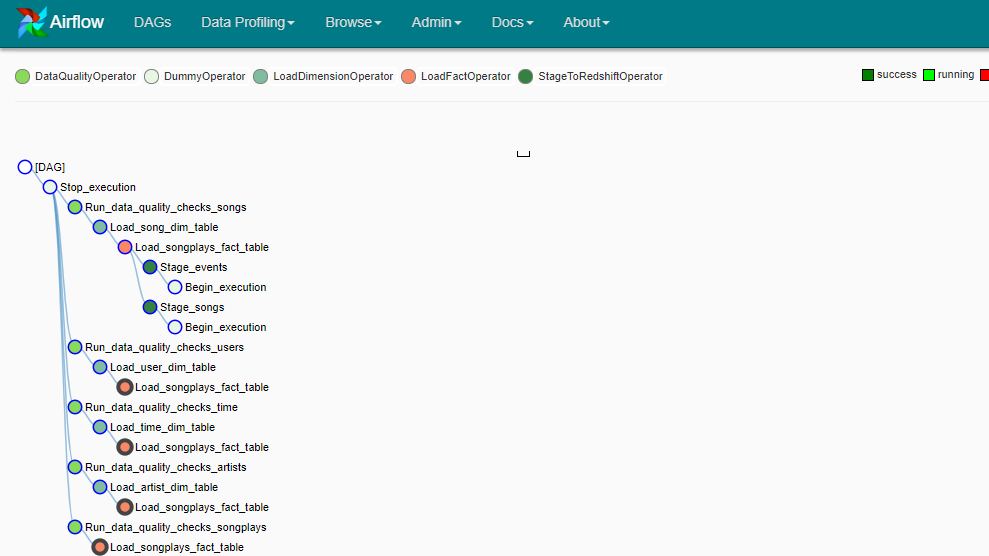 Airflow DAGs Data Profiling Browse Admin Docs About
DataQualityOperator DummyOperator LoadDimensionOperator LoadFactOperator StageToRedshiftOperator success running
[DAG]
Stop_execution
Run_data_quality_checks_songs
Load_song_dim_table
Load_songplays_fact_table
Stage_events
Begin_execution
Stage_songs
Begin_execution
Run_data_quality_checks_users
Load_user_dim_table
Load_songplays_fact_table
Run_data_quality_checks_time
Load_time_dim_table
Load_songplays_fact_table
Run_data_quality_checks_artists
Load_artist_dim_table
Load_songplays_fact_table
Run_data_quality_checks_songplays
Load_songplays_fact_table